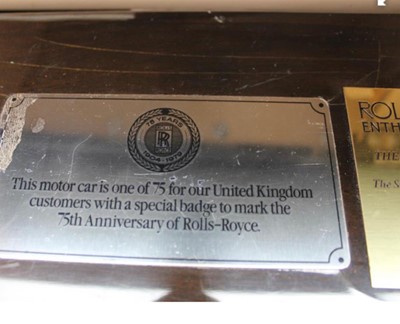 75 YEARS
RR
1904-1979
This motor car is one of 75 for our United Kingdom
customers with a special badge to mark the
75th Anniversary of Rolls-Royce.
ROL
ENTH
THE
The S